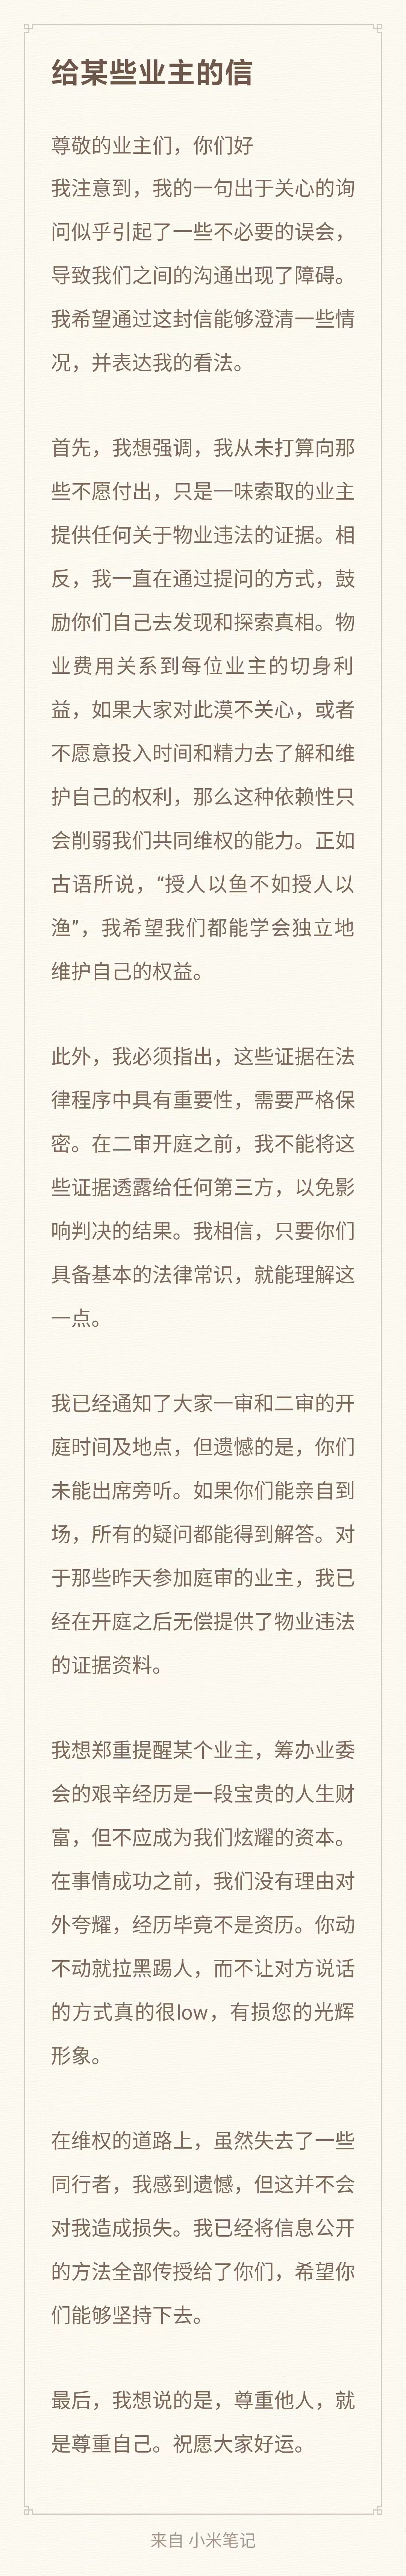 给某些业主的信
尊敬的业主们，你们好
我注意到，我的一句出于关心的询
问似乎引起了一些不必要的误会，
导致我们之间的沟通出现了障碍。
我希望通过这封信能够澄清一些情
况，并表达我的看法。
首先，我想强调，我从未打算向那
些不愿付出，只是一味索取的业主
提供任何关于物业违法的证据。相
反，我一直在通过提问的方式，鼓
励你们自己去发现和探索真相。物
业费用关系到每位业主的切身利
益，如果大家对此漠不关心，或者
不愿意投入时间和精力去了解和维
护自己的权利，那么这种依赖性只
会削弱我们共同维权的能力。正如
古语所说，“授人以鱼不如授人以
渔”，我希望我们都能学会独立地
维护自己的权益。
此外，我必须指出，这些证据在法
律程序中具有重要性，需要严格保
密。在二审开庭之前，我不能将这
些证据透露给任何第三方，以免影
响判决的结果。我相信，只要你们
具备基本的法律常识，就能理解这
一点。
我已经通知了大家一审和二审的开
庭时间及地点，但遗憾的是，你们
未能出席旁听。如果你们能亲自到
场，所有的疑问都能得到解答。对
于那些昨天参加庭审的业主，我已
经在开庭之后无偿提供了物业违法
的证据资料。
我想郑重提醒某个业主，筹办业委
会的艰辛经历是一段宝贵的人生财
富，但不应成为我们炫耀的资本。
在事情成功之前，我们没有理由对
外夸耀，经历毕竟不是资历。你动
不动就拉黑踢人，而不让对方说话
的方式真的很low，有损您的光辉
形象。
在维权的道路上，虽然失去了一些
同行者，我感到遗憾，但这并不会
对我造成损失。我已经将信息公开
的方法全部传授给了你们，希望你
们能够坚持下去。
最后，我想说的是，尊重他人，就
是尊重自己。祝愿大家好运。
来自 小米笔记